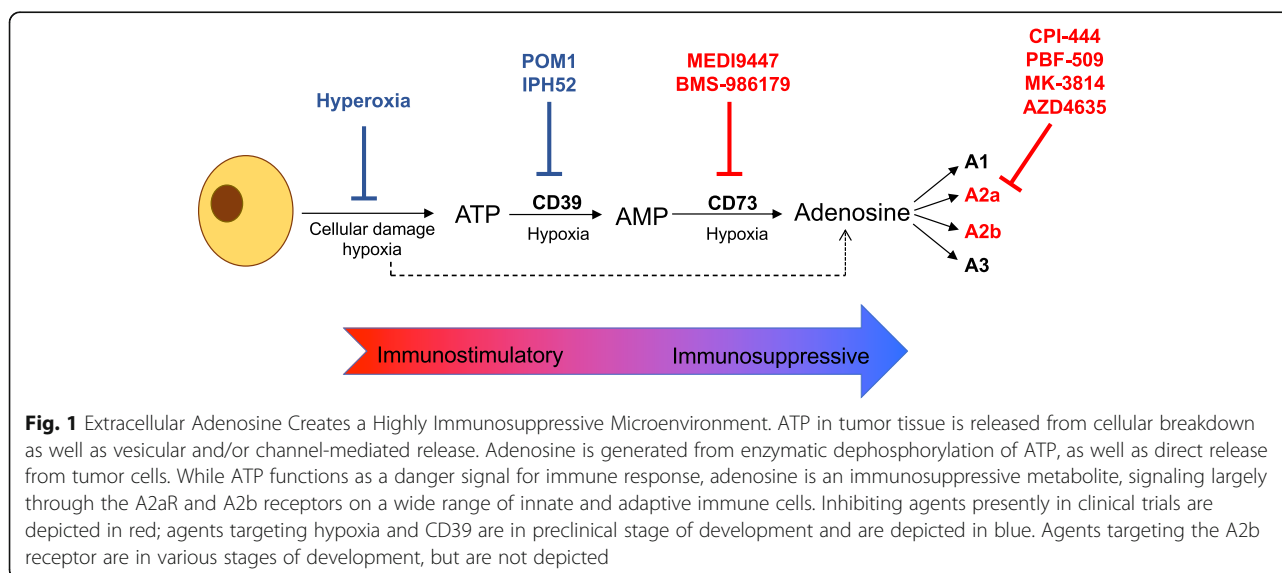 CPI-444
PBF-509
MK-3814
AZD4635
POM1
IPH52
MEDI9447
BMS-986179
Hyperoxia
A1
A2a
A2b
A3
ATP
CD39
Hypoxia
AMP
CD73
Hypoxia
Adenosine
Cellular damage
hypoxia
Immunostimulatory
Immunosuppressive
Fig. 1 Extracellular Adenosine Creates a Highly Immunosuppressive Microenvironment. ATP in tumor tissue is released from cellular breakdown
as well as vesicular and/or channel-mediated release. Adenosine is generated from enzymatic dephosphorylation of ATP, as well as direct release
from tumor cells. While ATP functions as a danger signal for immune response, adenosine is an immunosuppressive metabolite, signaling largely
through the A2aR and A2b receptors on a wide range of innate and adaptive immune cells. Inhibiting agents presently in clinical trials are
depicted in red; agents targeting hypoxia and CD39 are in preclinical stage of development and are depicted in blue. Agents targeting the A2b
receptor are in various stages of development, but are not depicted